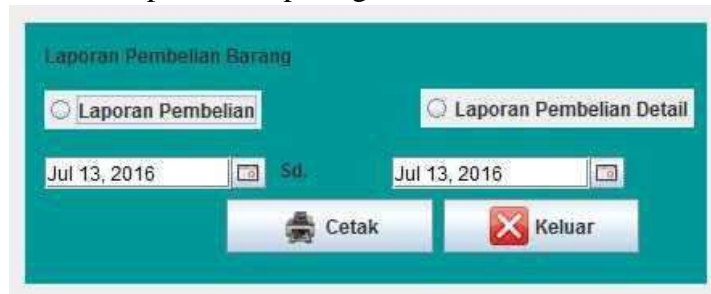 Laporan Pembelian Barang
Laporan Pembelian Laporan Pembelian Detail
Jul 13, 2016 Sd. Jul 13, 2016
Cetak Keluar